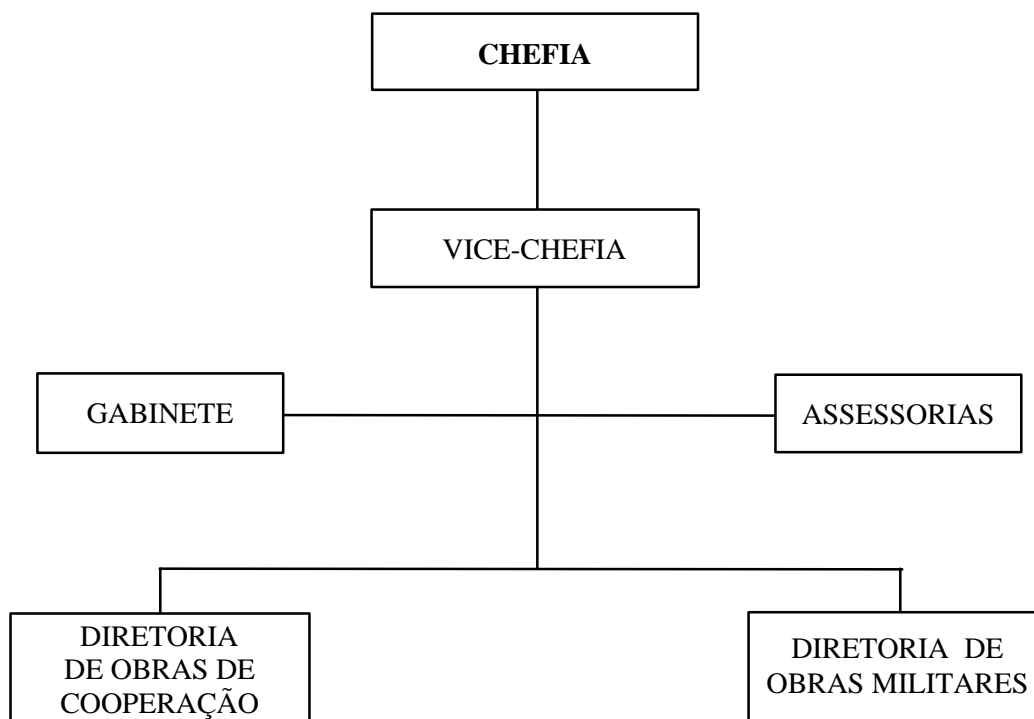 CHEFIA
VICE-CHEFIA
GABINETE
ASSESSORIAS
DIRETORIA
DE OBRAS DE
COOPERAÇÃO
DIRETORIA DE
OBRAS MILITARES